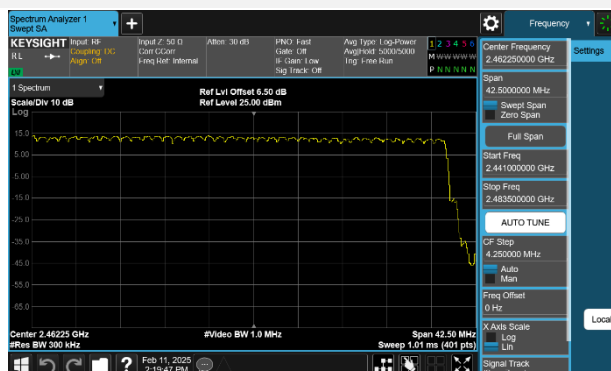 Spectrum Analyzer 1
Swept SA
Frequency
KEYSIGHT
RL
LW
Input: RF
Coupling: DC
Align: Off
Input Z: 50 Ω
Corr CCorr
Freq Ref: Internal
Atten: 30 dB
PNO: Fast
Gate: Off
IF Gain: Low
Sig Track: Off
Avg Type: Log-Power
Avg|Hold: 5000/5000
Trig: Free Run
1 2 3 4 5 6
M W W W W W
P N N N N N
1 Spectrum
Scale/Div 10 dB
Log
Ref Lvl Offset 6.50 dB
Ref Level 25.00 dBm
15.0
5.00
-5.00
-15.0
-25.0
-35.0
-45.0
-55.0
-65.0
Center 2.46225 GHz
#Res BW 300 kHz
#Video BW 1.0 MHz
Span 42.50 MHz
Sweep 1.01 ms (401 pts)
Feb 11, 2025
2:19:47 PM
Center Frequency
2.462250000 GHz
Span
42.5000000 MHz
Swept Span
Zero Span
Full Span
Start Freq
2.441000000 GHz
Stop Freq
2.483500000 GHz
AUTO TUNE
CF Step
4.250000 MHz
Auto
Man
Freq Offset
0 Hz
X Axis Scale
Log
Lin
Signal Track
Settings
Local